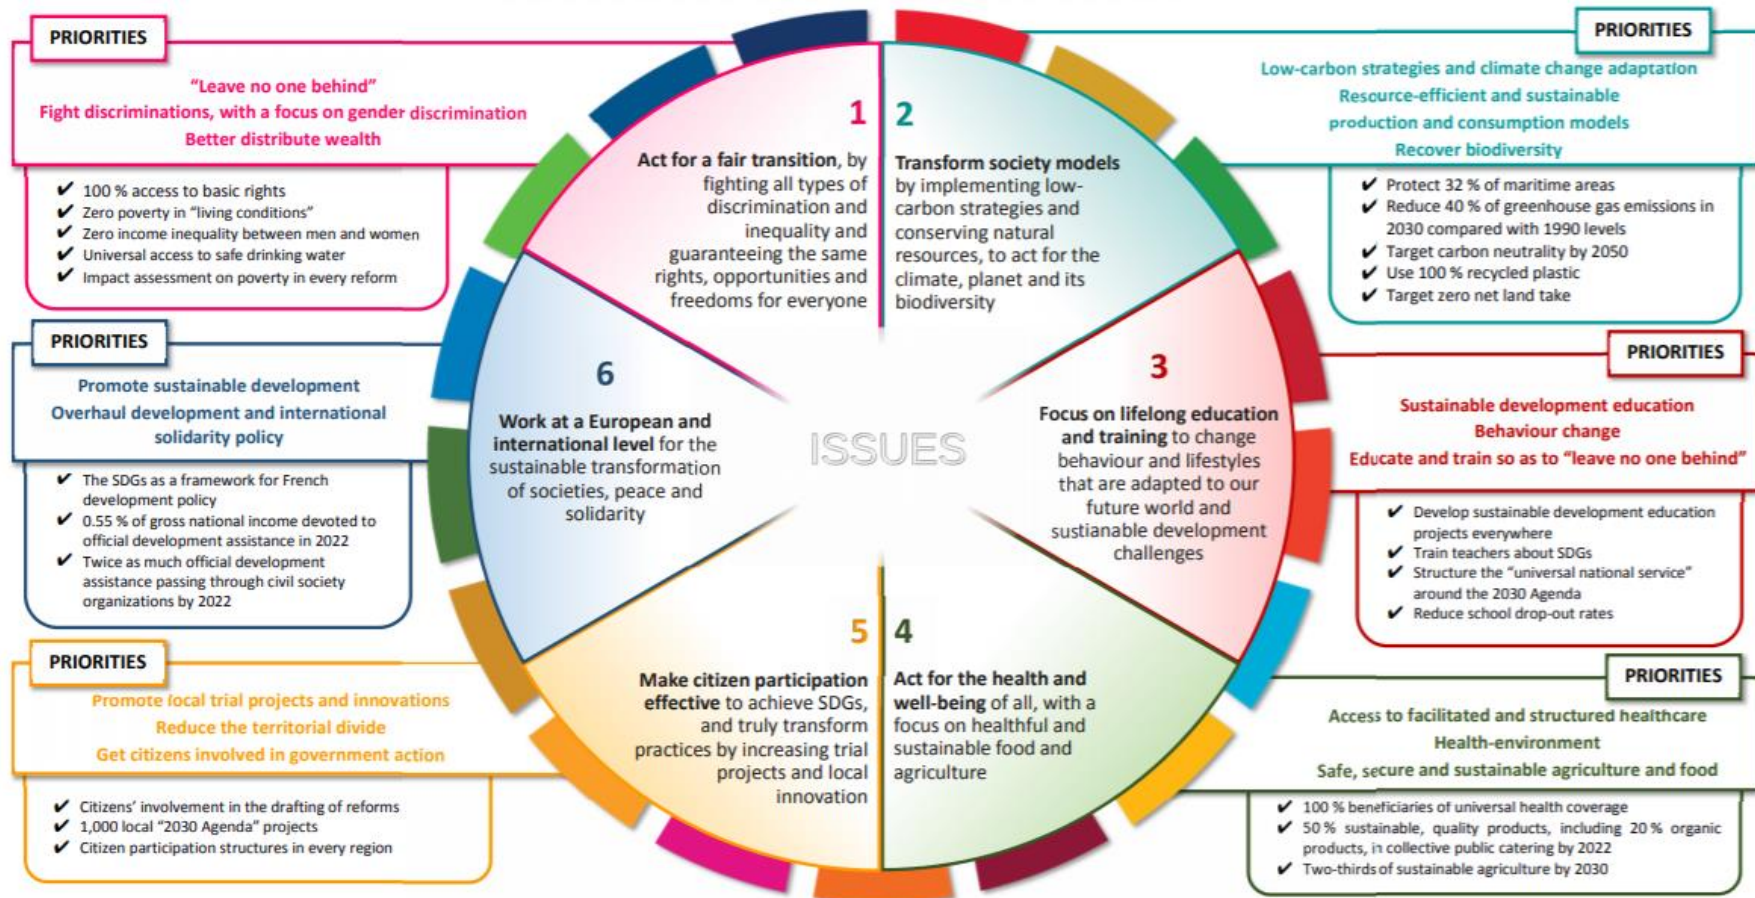 PRIORITIES
"Leave no one behind"
Fight discriminations, with a focus on gender discrimination
Better distribute wealth
✔ 100 % access to basic rights
✔ Zero poverty in "living conditions"
✔ Zero income inequality between men and women
✔ Universal access to safe drinking water
✔ Impact assessment on poverty in every reform
1
Act for a fair transition, by
fighting all types of
discrimination and
inequality and
guaranteeing the same
rights, opportunities and
freedoms for everyone
2
Transform society models
by implementing low-
carbon strategies and
conserving natural
resources, to act for the
climate, planet and its
biodiversity
PRIORITIES
Low-carbon strategies and climate change adaptation
Resource-efficient and sustainable
production and consumption models
Recover biodiversity
✔ Protect 32 % of maritime areas
✔ Reduce 40 % of greenhouse gas emissions in
2030 compared with 1990 levels
✔ Target carbon neutrality by 2050
✔ Use 100 % recycled plastic
✔ Target zero net land take
PRIORITIES
Promote sustainable development
Overhaul development and international
solidarity policy
✔ The SDGs as a framework for French
development policy
✔ 0.55 % of gross national income devoted to
official development assistance in 2022
✔ Twice as much official development
assistance passing through civil society
organizations by 2022
6
Work at a European and
international level for the
sustainable transformation
of societies, peace and
solidarity
ISSUES
3
Focus on lifelong education
and training to change
behaviour and lifestyles
that are adapted to our
future world and
sustianable development
challenges
PRIORITIES
Sustainable development education
Behaviour change
Educate and train so as to "leave no one behind"
✔ Develop sustainable development education
projects everywhere
✔ Train teachers about SDGs
✔ Structure the "universal national service"
around the 2030 Agenda
✔ Reduce school drop-out rates
PRIORITIES
Promote local trial projects and innovations
Reduce the territorial divide
Get citizens involved in government action
✔ Citizens' involvement in the drafting of reforms
✔ 1,000 local "2030 Agenda" projects
✔ Citizen participation structures in every region
5
Make citizen participation
effective to achieve SDGs,
and truly transform
practices by increasing trial
projects and local
innovation
4
Act for the health and
well-being of all, with a
focus on healthful and
sustainable food and
agriculture
PRIORITIES
Access to facilitated and structured healthcare
Health-environment
Safe, secure and sustainable agriculture and food
✔ 100 % beneficiaries of universal health coverage
✔ 50 % sustainable, quality products, including 20 % organic
products, in collective public catering by 2022
✔ Two-thirds of sustainable agriculture by 2030